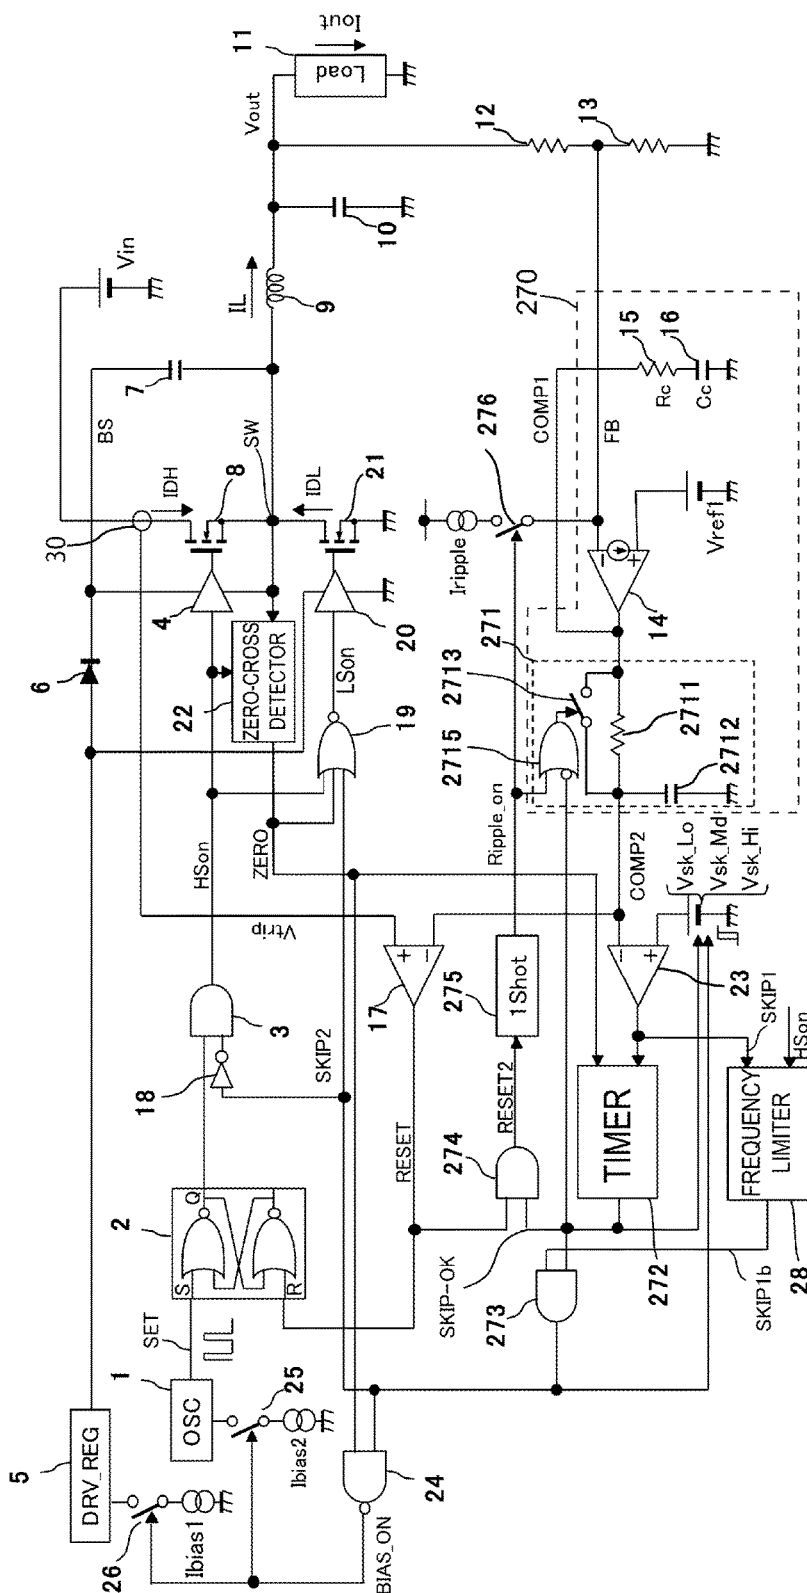 5
DRV_REG
26
Ibias1
1
OSC
SET
25
Ibias2
BIAS_ON
24
2
S
Q
R
18
3
HSon
SKIP2
Vtrip
ZERO
6
BS
4
22
ZERO-CROSS
DETECTOR
LSon
19
20
30
IDH
8
SW
IDL
21
7
Vin
IL
9
10
Vout
11
Load
Iout
12
13
17
RESET
SKIP-OK
274
RESET2
275
1Shot
Ripple_on
Iripple
276
273
272
TIMER
COMP2
23
2715
2713
271
2711
2712
14
COMP1
FB
270
15
Rc
16
Cc
Vref1
Vsk_Lo
Vsk_Md
Vsk_Hi
SKIP1
SKIP1b
28
FREQUENCY
LIMITER
HSon